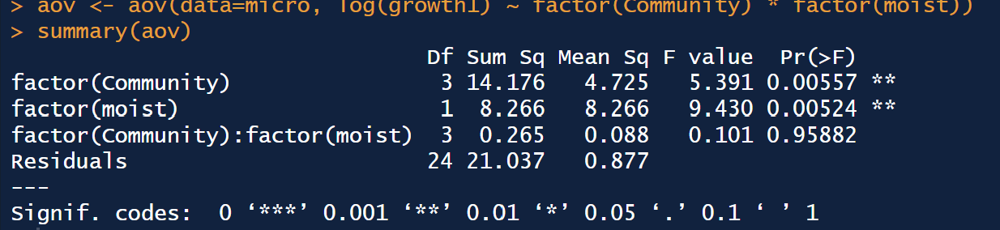 > aov <- aov(data=micro, log(growth1) ~ factor(Community) * factor(moist))
> summary(aov)
Df Sum Sq Mean Sq F value Pr(>F)
factor(Community) 3 14.176 4.725 5.391 0.00557 **
factor(moist) 1 8.266 8.266 9.430 0.00524 **
factor(Community):factor(moist) 3 0.265 0.088 0.101 0.95882
Residuals 24 21.037 0.877
---
Signif. codes: 0 ‘***’ 0.001 ‘**’ 0.01 ‘*’ 0.05 ‘.’ 0.1 ‘ ’ 1